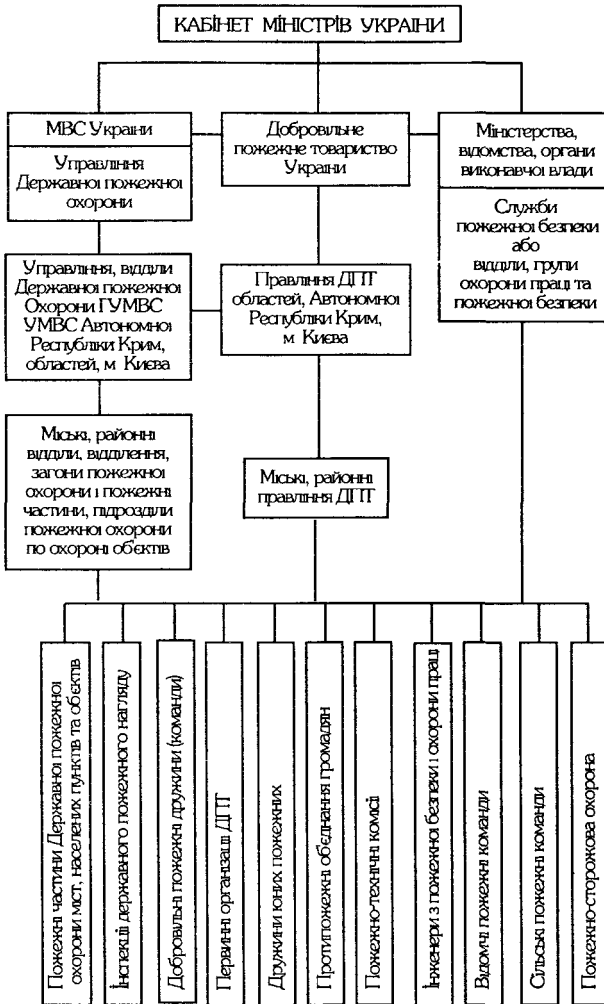 КАБІНЕТ МІНІСТРІВ УКРАЇНИ
МВС України
Управління
Державної пожежної
охорони
Добровільне
пожежне товариство
України
Міністерства,
відомства, органи
виконавчої влади
Служби
пожежної безпеки
або
відділи, групи
охорони праці та
пожежної безпеки
Управління, відділи
Державної пожежної
Охорони ГУМВС
УМВС Автономної
Республіки Крим,
областей, м Києва
Правління ДПТ
областей, Автономної
Республіки Крим,
м Києва
Міські, районні
відділи, відділення,
загони пожежної
охорони і пожежні
частини, підрозділи
пожежної охорони
по охороні об'єктів
Міські, районні
правління ДПТ
Пожежні частини Державної пожежної
охорони міст, населених пунктів та об'єктів
Інспекції державного пожежного нагляду
Добровільні пожежні дружини (команди)
Первинні організації ДПТ
Дружини юних пожежних
Протипожежні об'єднання громадян
Пожежно-технічні комісії
Інженери з пожежної безпеки і охорони праці
Відомчі пожежні команди
Сільські пожежні команди
Пожежно-сторожова охорона